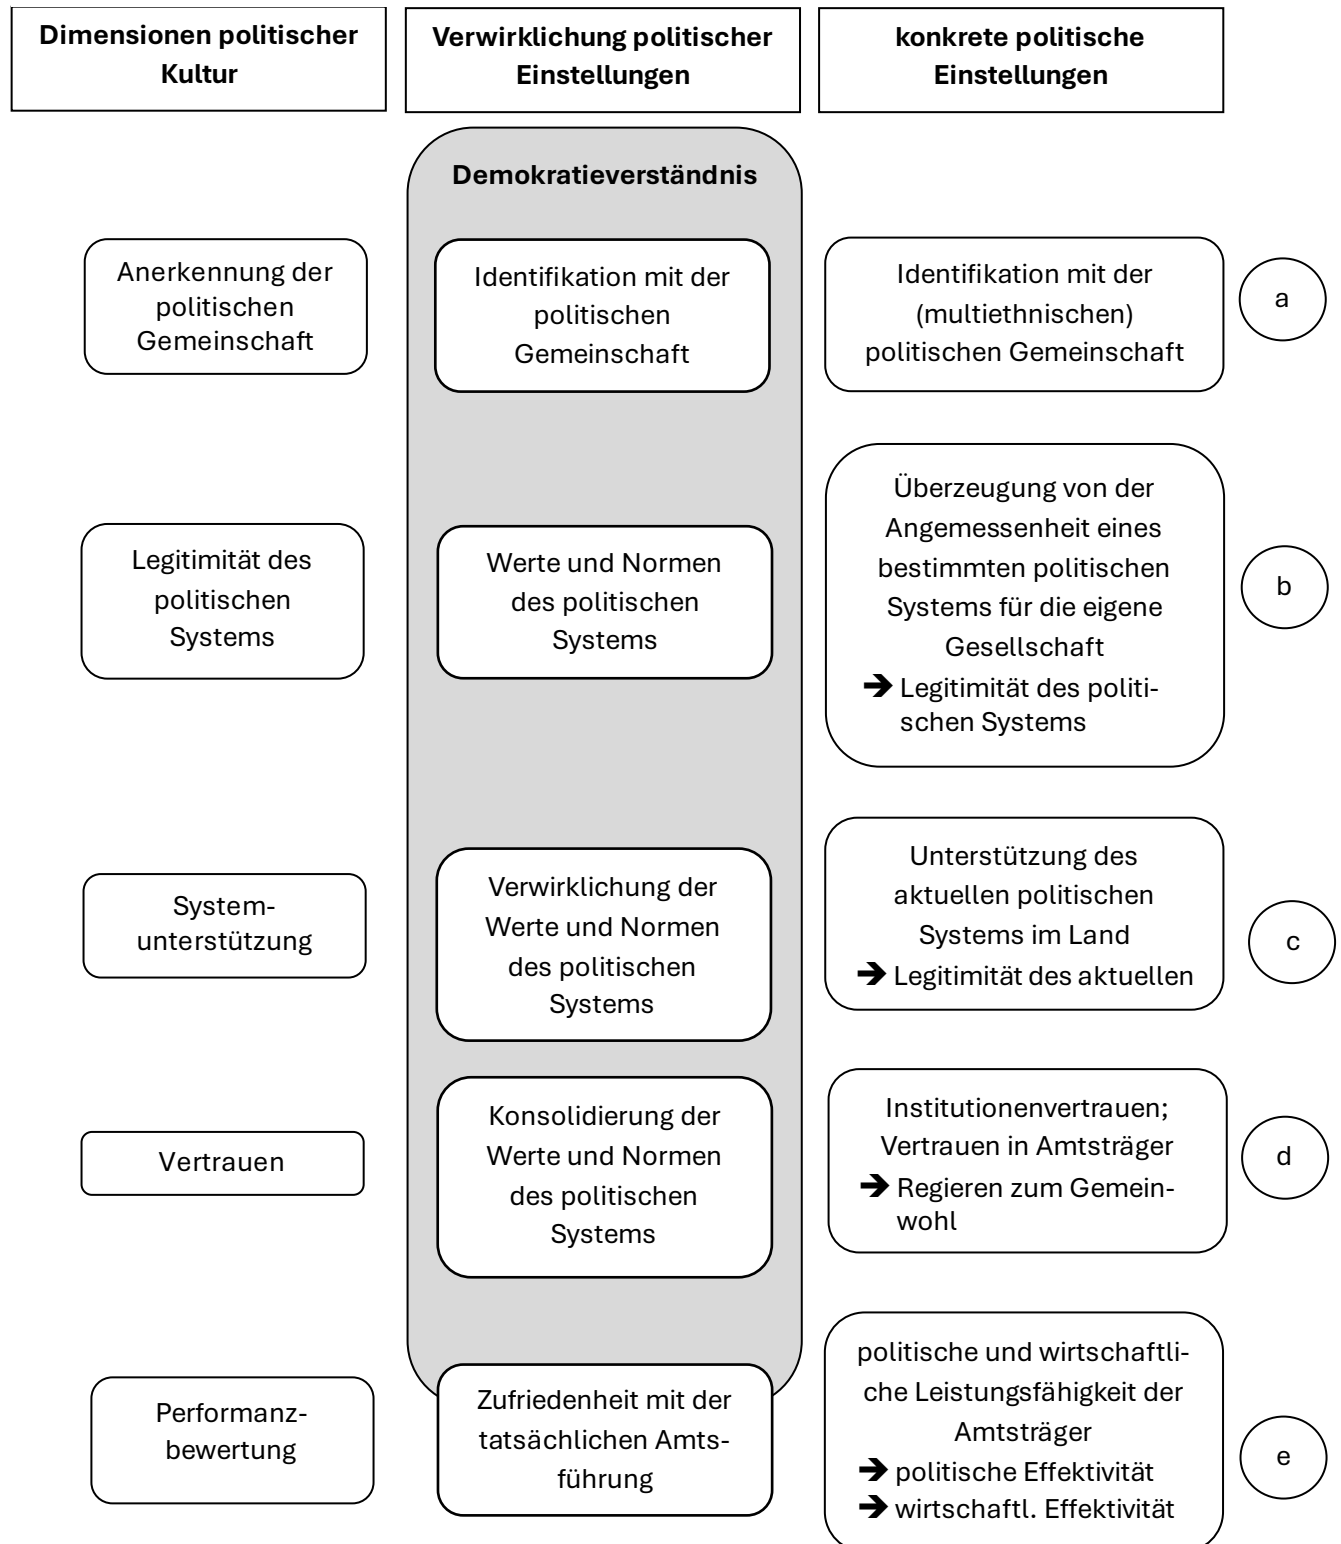 Dimensionen politischer
Kultur
Verwirklichung politischer
Einstellungen
konkrete politische
Einstellungen
Demokratieverständnis
Anerkennung der
politischen
Gemeinschaft
Identifikation mit der
politischen
Gemeinschaft
Identifikation mit der
(multiethnischen)
politischen Gemeinschaft
a
Legitimität des
politischen
Systems
Werte und Normen
des politischen
Systems
Überzeugung von der
Angemessenheit eines
bestimmten politischen
Systems für die eigene
Gesellschaft
➔ Legitimität des politi-
schen Systems
b
System-
unterstützung
Verwirklichung der
Werte und Normen
des politischen
Systems
Unterstützung des
aktuellen politischen
Systems im Land
➔ Legitimität des aktuellen
c
Vertrauen
Konsolidierung der
Werte und Normen
des politischen
Systems
Institutionenvertrauen;
Vertrauen in Amtsträger
➔ Regieren zum Gemein-
wohl
d
Performanz-
bewertung
Zufriedenheit mit der
tatsächlichen Amts-
führung
politische und wirtschaftli-
che Leistungsfähigkeit der
Amtsträger
➔ politische Effektivität
➔ wirtschaftl. Effektivität
e